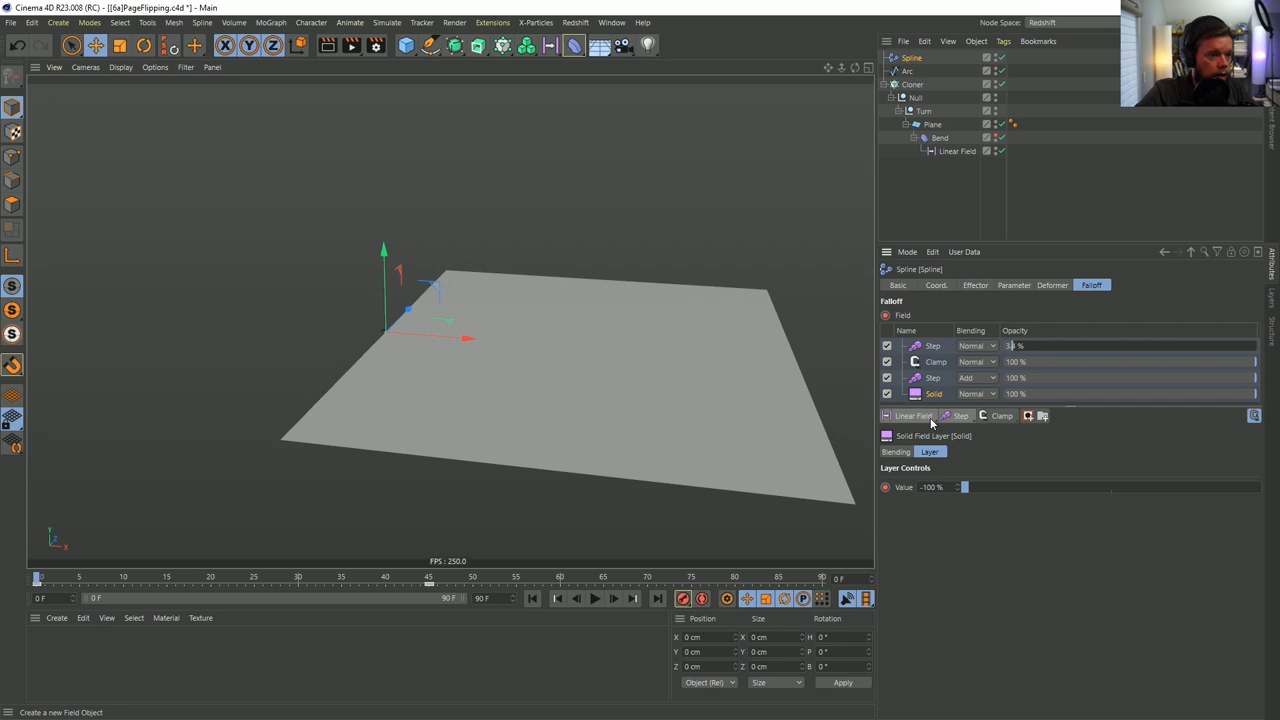 Cinema 4D R23.008 (RC) - [[6a]PageFlipping.c4d *] - Main
File Edit Create Modes Select Tools Mesh Spline Volume MoGraph Character Animate Simulate Tracker Render Extensions X-Particles Redshift Window Help Node Space: Redshift
X Y Z
File Edit View Object Tags Bookmarks
View Cameras Display Options Filter Panel
Spline
Arc
Cloner
Null
Turn
Plane
Bend
Linear Field
Mode Edit User Data
Spline [Spline]
Basic Coord. Effector Parameter Deformer Falloff
Falloff
Field
Name Blending Opacity
Step Normal
Clamp Normal 100 %
Step Add 100 %
Solid Normal 100 %
Linear Field Step Clamp
Solid Field Layer [Solid]
Blending Layer
Layer Controls
Value -100 %
Attributes
Layers
Structure
Y
Z
X
FPS : 250.0
0 5 10 15 20 25 30 35 40 45 50 55 60 65 70 75 80 85 90 0 F
0 F 0 F 90 F 90 F
Create Edit View Select Material Texture
Position Size Rotation
X 0 cm X 0 cm H 0 °
Y 0 cm Y 0 cm P 0 °
Z 0 cm Z 0 cm B 0 °
Object (Rel) Size Apply
Create a new Field Object